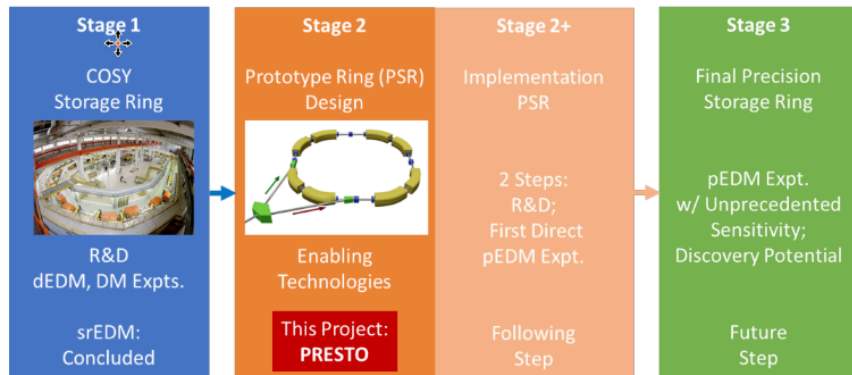 Stage 1
COSY
Storage Ring
R&D
dEDM, DM Expts.
srEDM:
Concluded
Stage 2
Prototype Ring (PSR)
Design
Enabling
Technologies
This Project:
PRESTO
Stage 2+
Implementation
PSR
2 Steps:
R&D;
First Direct
pEDM Expt.
Following
Step
Stage 3
Final Precision
Storage Ring
pEDM Expt.
w/ Unprecedented
Sensitivity;
Discovery Potential
Future
Step